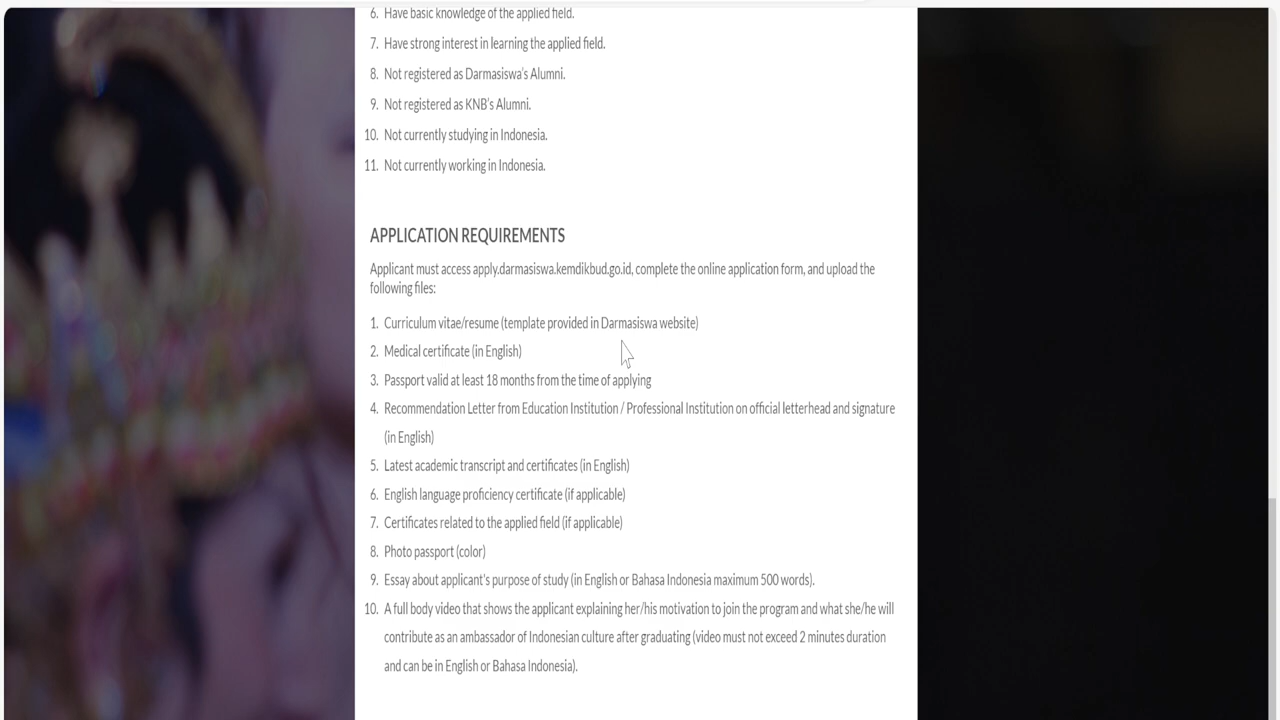 6. Have basic knowledge of the applied field.
7. Have strong interest in learning the applied field.
8. Not registered as Darmasiswa's Alumni.
9. Not registered as KNB's Alumni.
10. Not currently studying in Indonesia.
11. Not currently working in Indonesia.
APPLICATION REQUIREMENTS
Applicant must access apply.darmasiswa.kemdikbud.go.id, complete the online application form, and upload the
following files:
1. Curriculum vitae/resume (template provided in Darmasiswa website)
2. Medical certificate (in English)
3. Passport valid at least 18 months from the time of applying
4. Recommendation Letter from Education Institution / Professional Institution on official letterhead and signature
(in English)
5. Latest academic transcript and certificates (in English)
6. English language proficiency certificate (if applicable)
7. Certificates related to the applied field (if applicable)
8. Photo passport (color)
9. Essay about applicant's purpose of study (in English or Bahasa Indonesia maximum 500 words).
10. A full body video that shows the applicant explaining her/his motivation to join the program and what she/he will
contribute as an ambassador of Indonesian culture after graduating (video must not exceed 2 minutes duration
and can be in English or Bahasa Indonesia).